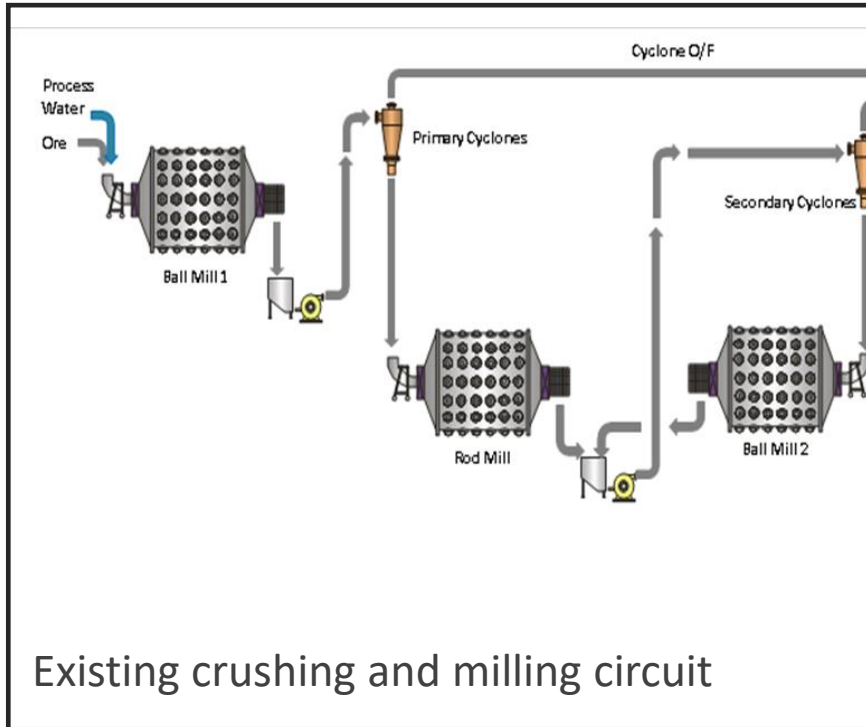 Cyclone O/F
Process
Water
Ore
Primary Cyclones
Secondary Cyclones
Ball Mill 1
Rod Mill
Ball Mill 2
Existing crushing and milling circuit